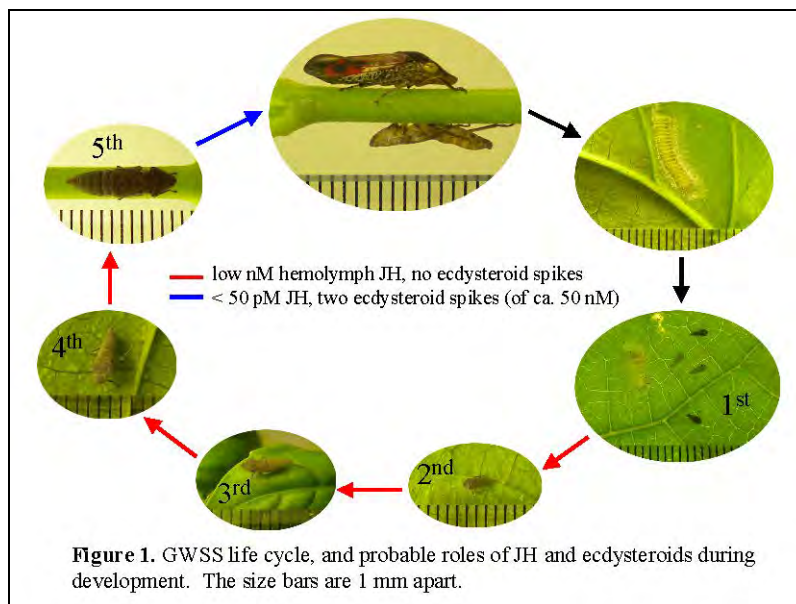 5th
low nM hemolymph JH, no ecdysteroid spikes
< 50 pM JH, two ecdysteroid spikes (of ca. 50 nM)
4th
1st
3rd
2nd
Figure 1. GWSS life cycle, and probable roles of JH and ecdysteroids during
development. The size bars are 1 mm apart.